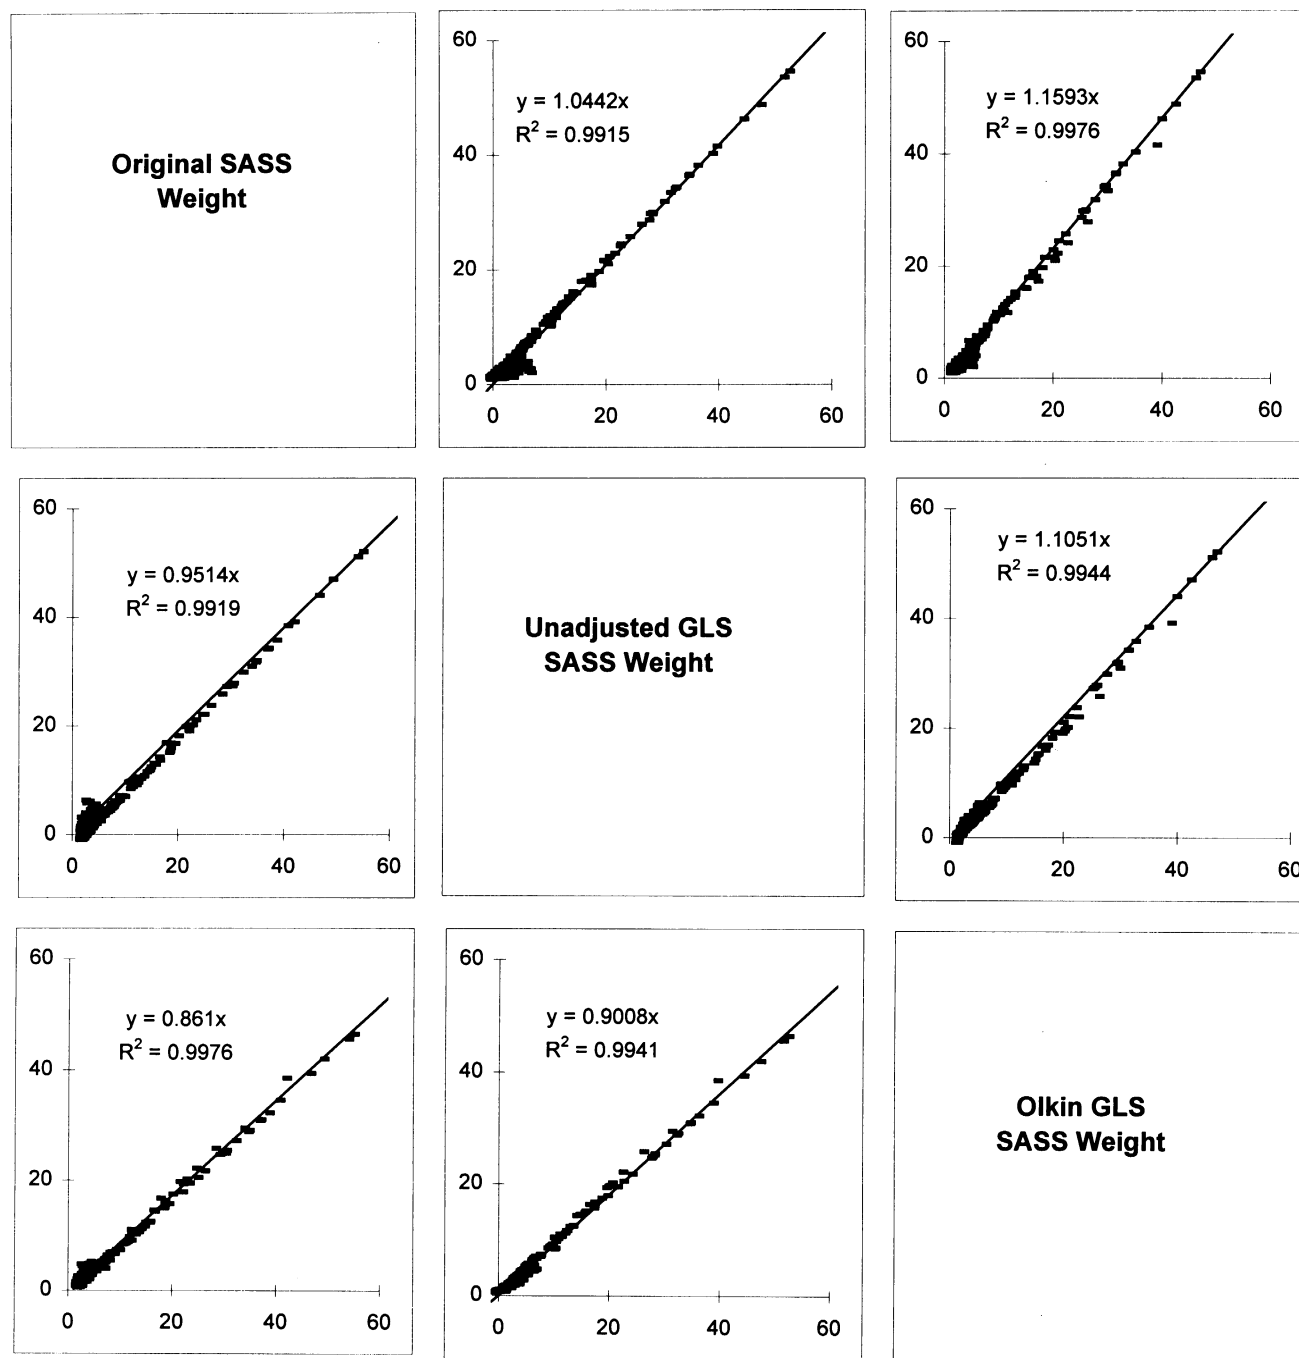 Original SASS
Weight
60
40
20
0
0 20 40 60
y = 1.0442x
R² = 0.9915
60
40
20
0
0 20 40 60
y = 1.1593x
R² = 0.9976
60
40
20
0
0 20 40 60
y = 0.9514x
R² = 0.9919
Unadjusted GLS
SASS Weight
60
40
20
0
0 20 40 60
y = 1.1051x
R² = 0.9944
60
40
20
0
0 20 40 60
y = 0.861x
R² = 0.9976
60
40
20
0
0 20 40 60
y = 0.9008x
R² = 0.9941
Olkin GLS
SASS Weight